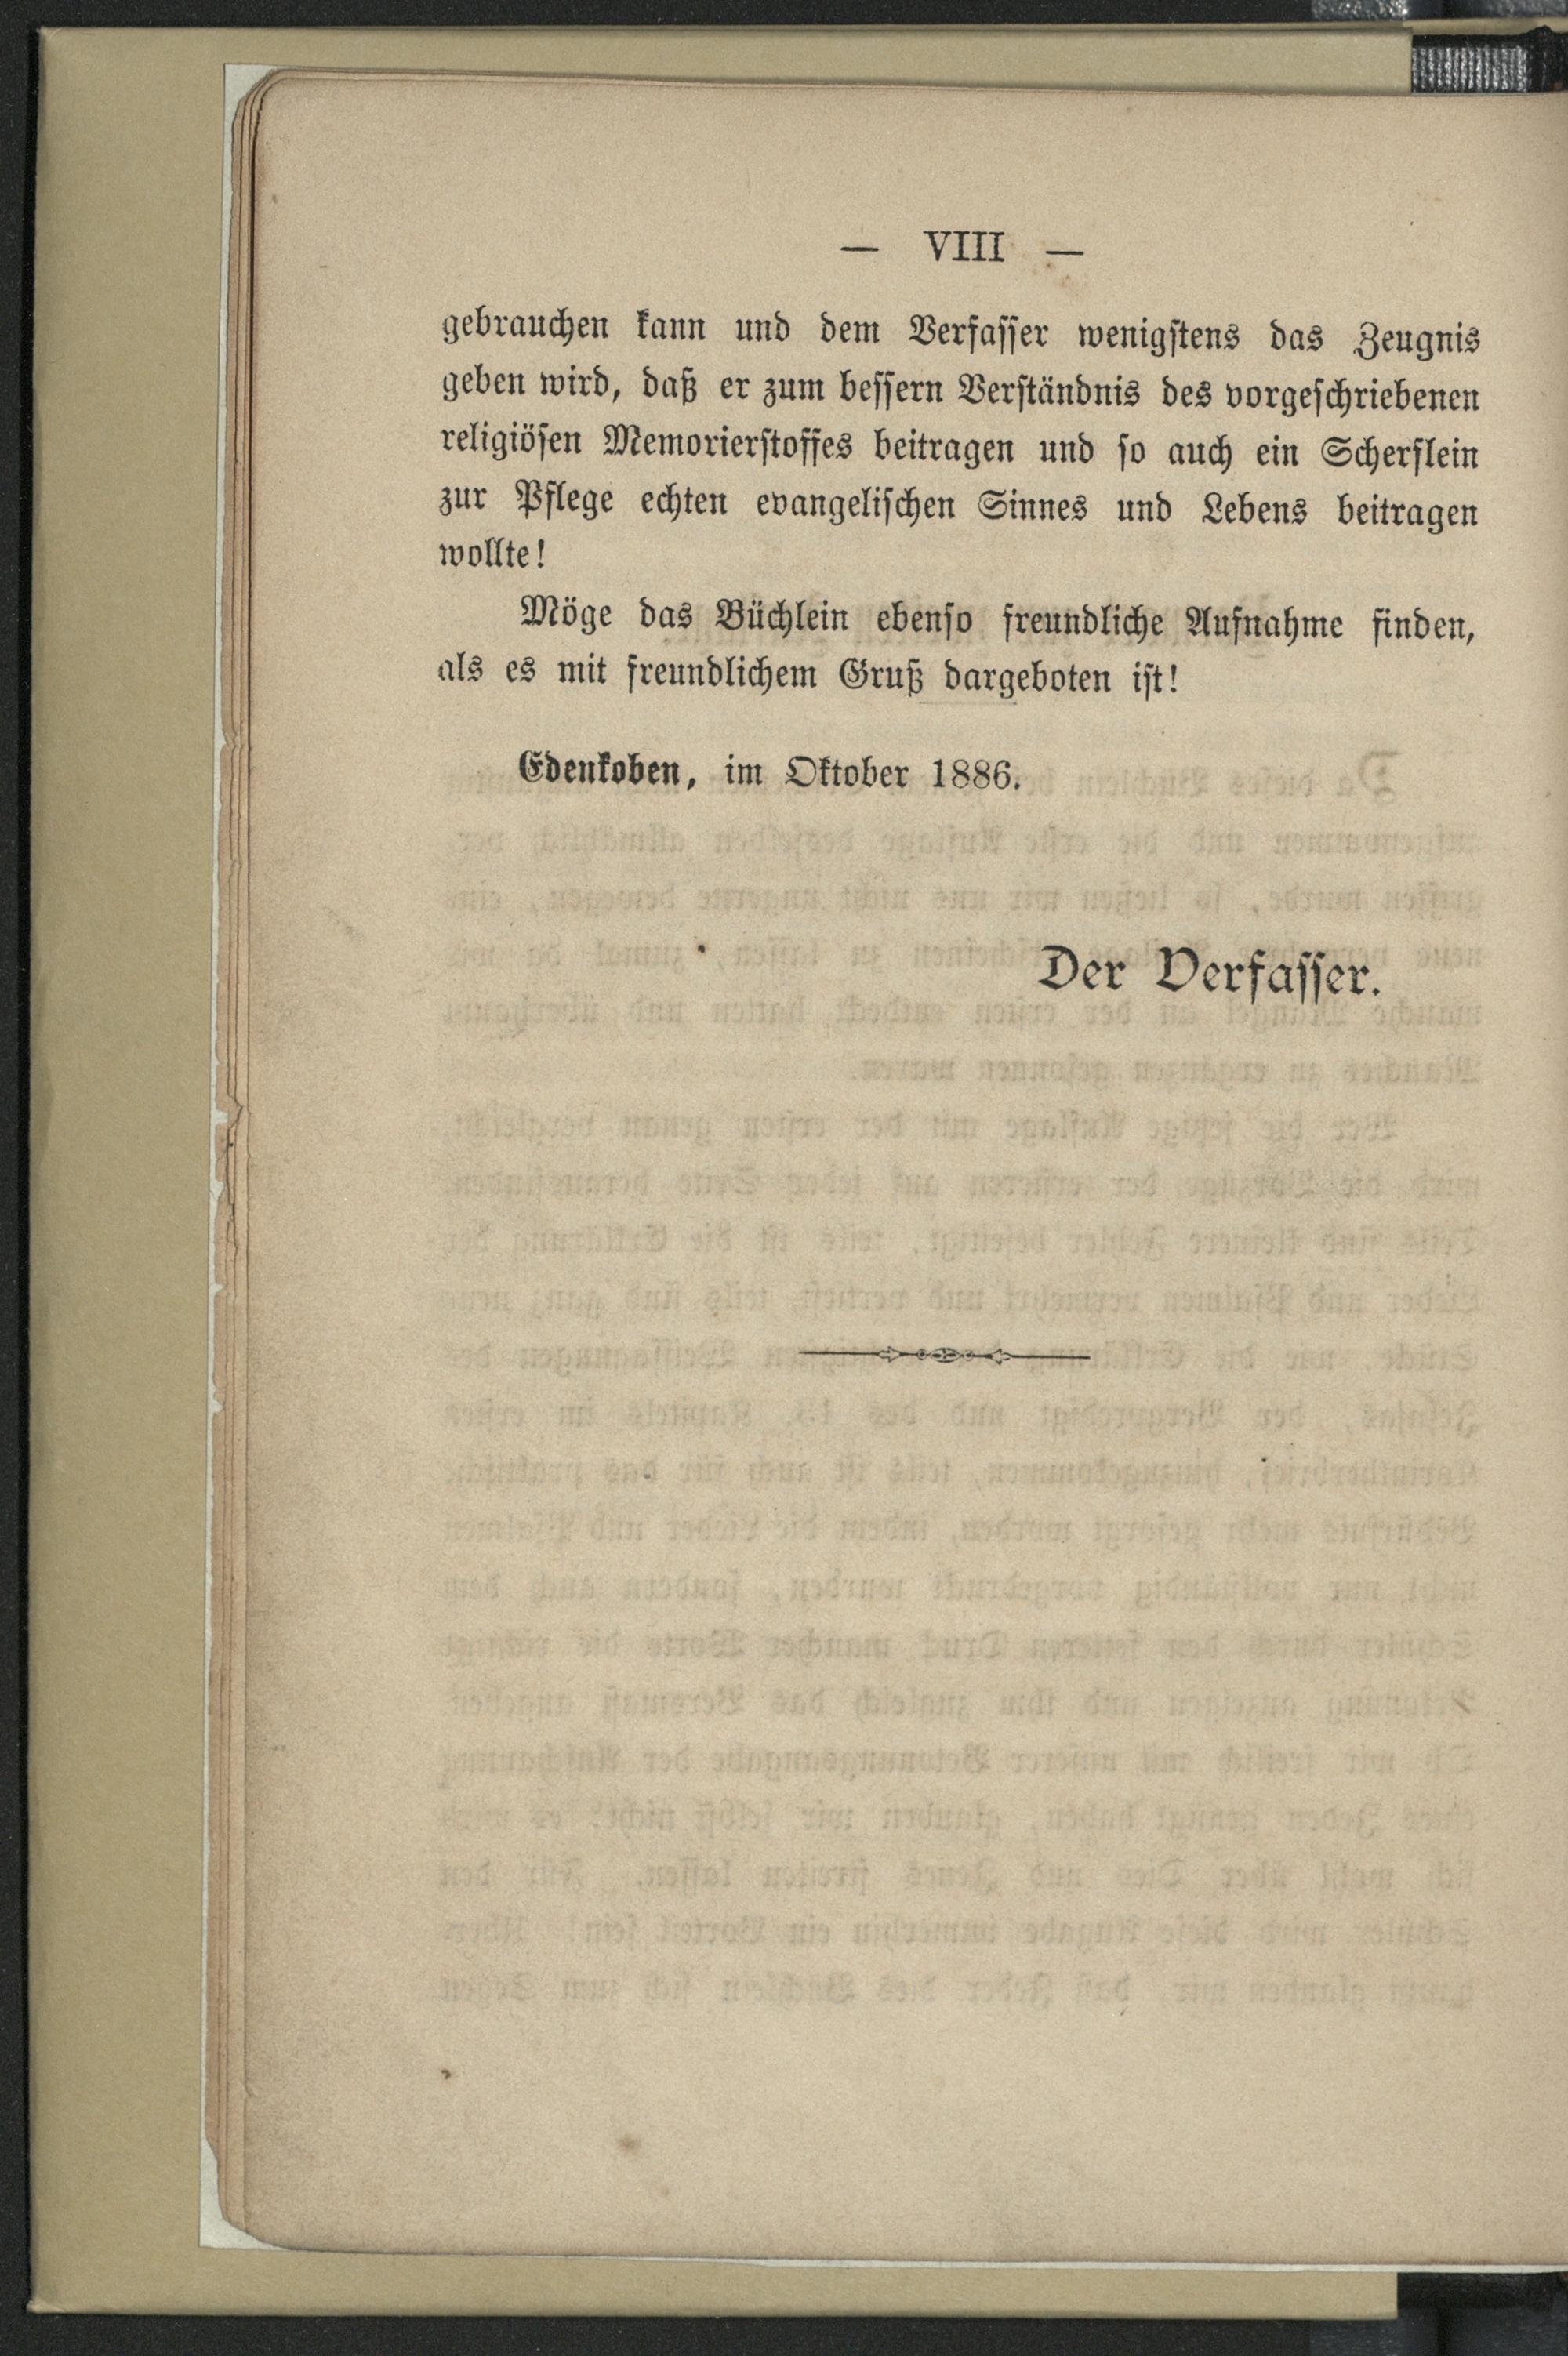 — VIII —
gebrauchen kann und dem Verfasser wenigstens das Zeugnis
geben wird, daß er zum bessern Verständnis des vorgeschriebenen
religiösen Memorierstoffes beitragen und so auch ein Scherflein
zur Pflege echten evangelischen Sinnes und Lebens beitragen
wollte!
Möge das Büchlein ebenso freundliche Aufnahme finden,
als es mit freundlichem Gruß dargeboten ist!
Edenkoben, im Oktober 1886.
Der Verfasser.